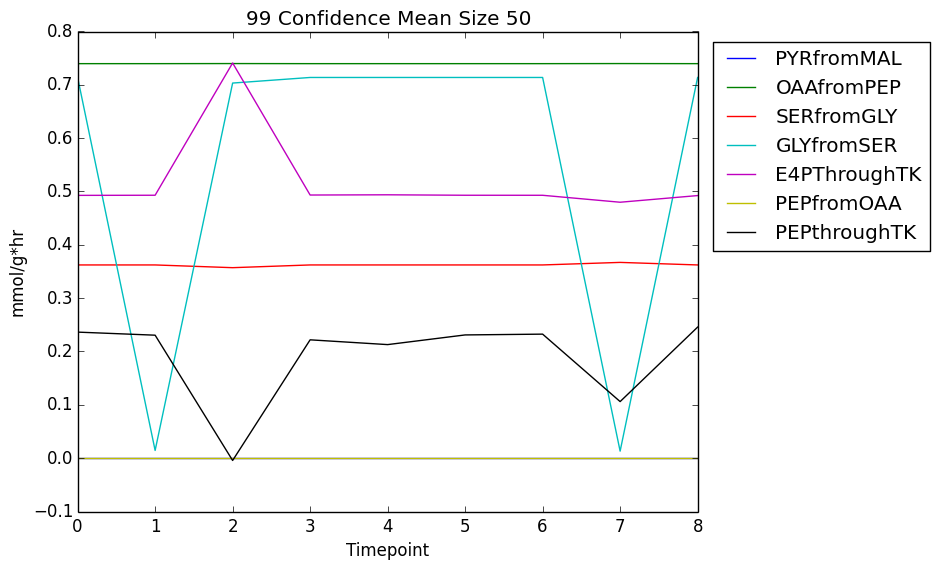 99 Confidence Mean Size 50
0.8
0.7
0.6
0.5
0.4
0.3
0.2
0.1
0.0
−0.1
0 1 2 3 4 5 6 7 8
mmol/g*hr
Timepoint
PYRfromMAL
OAAfromPEP
SERfromGLY
GLYfromSER
E4PThroughTK
PEPfromOAA
PEPthroughTK